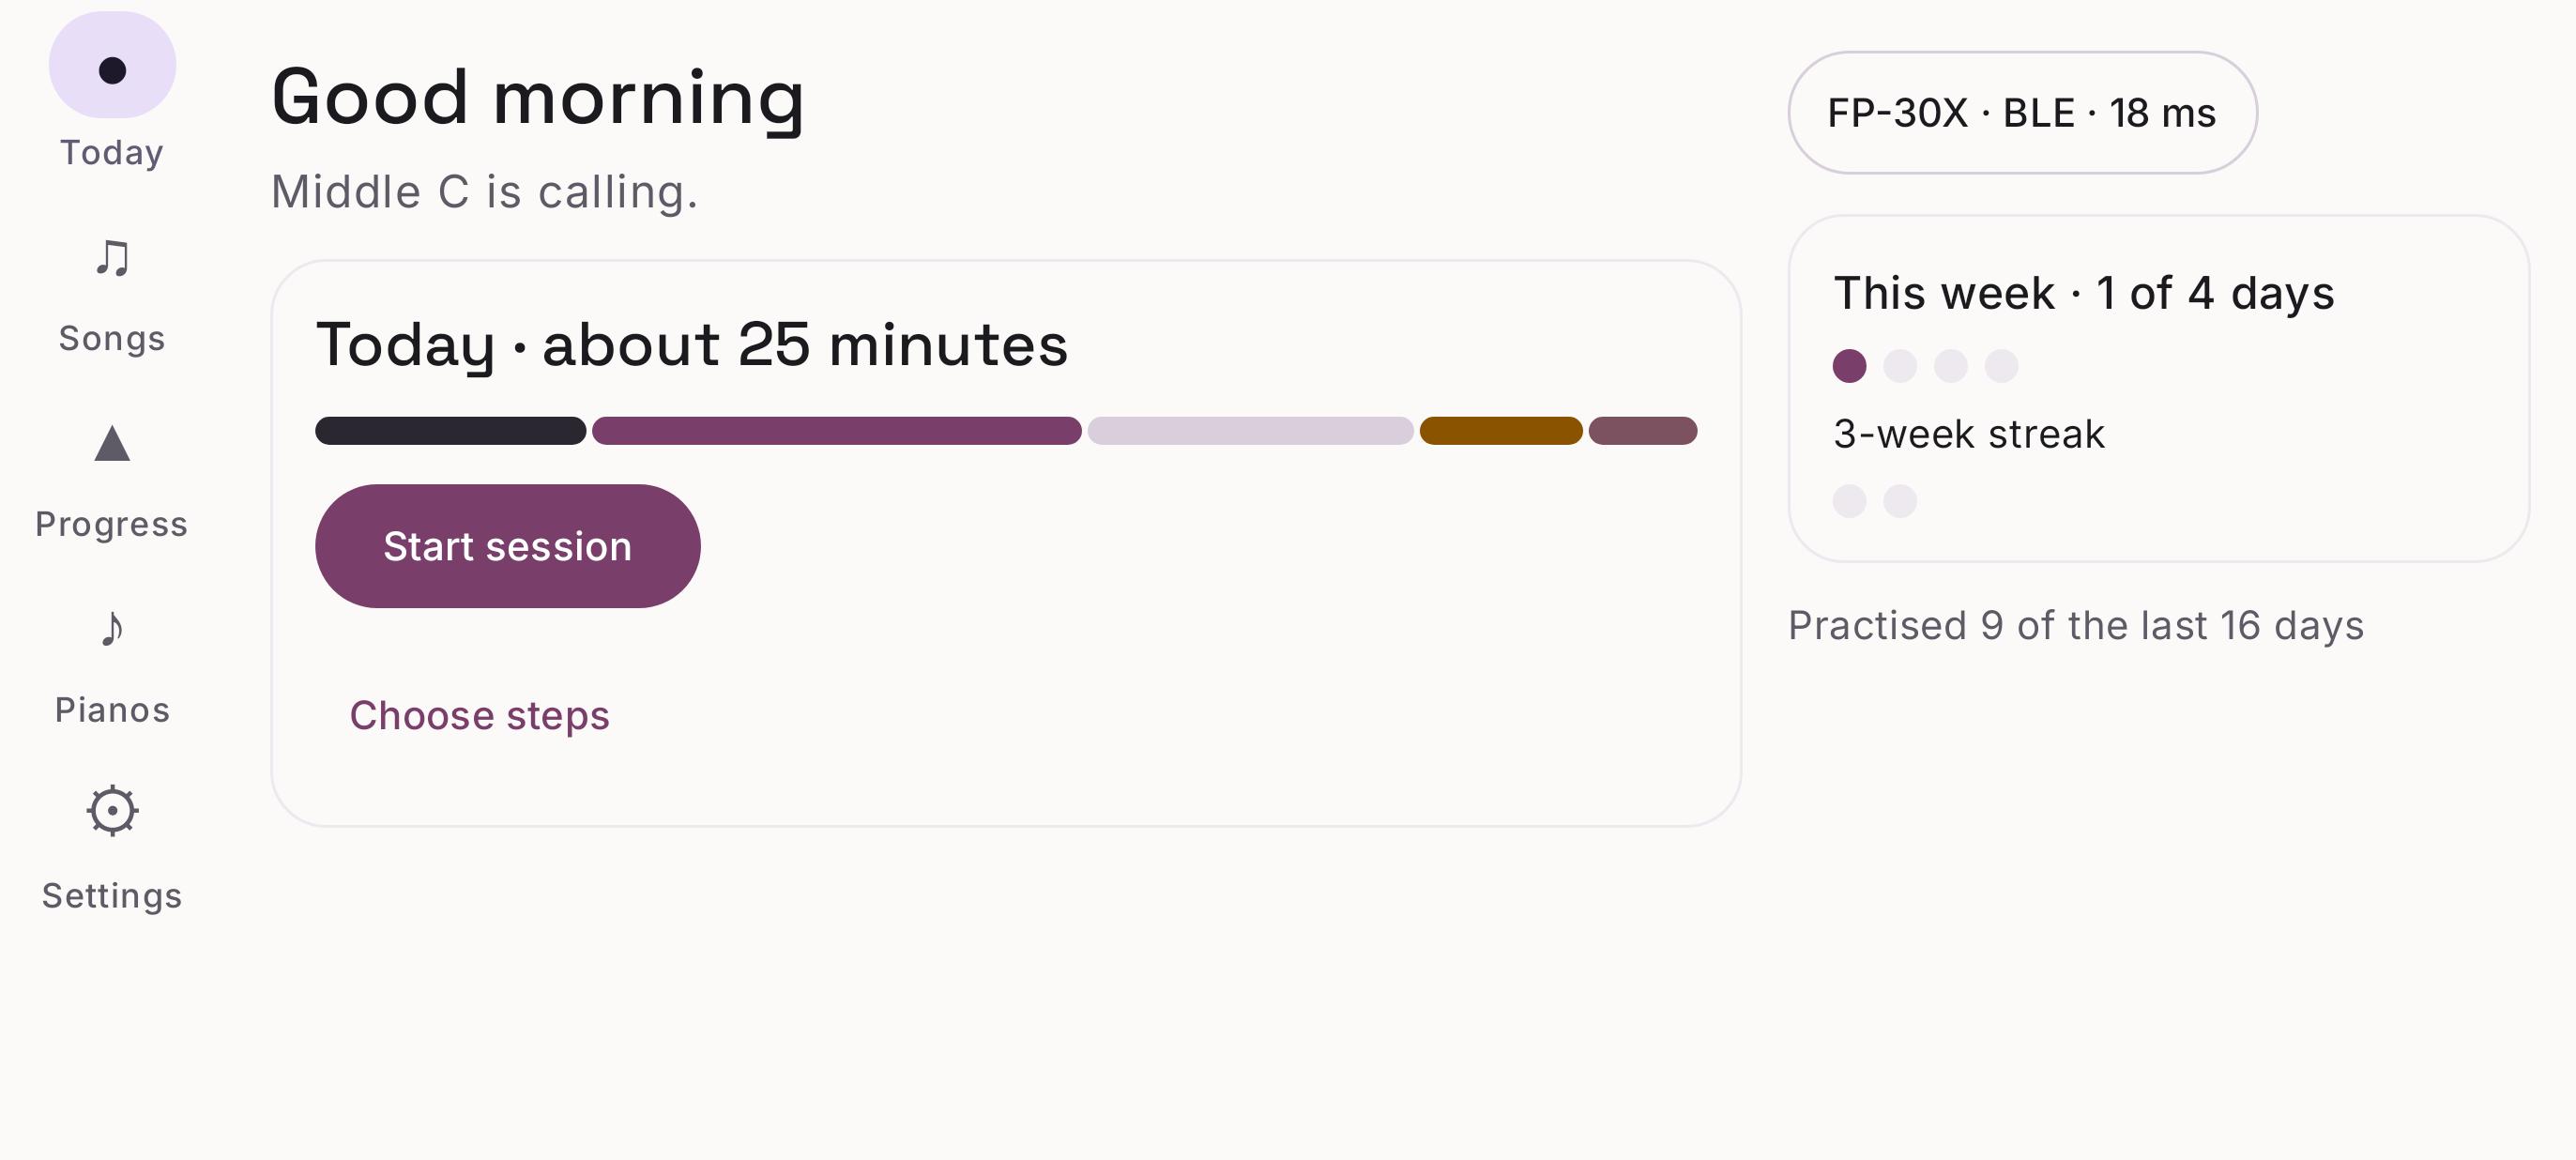 Today
Songs
Progress
Pianos
Settings
Good morning
Middle C is calling.
Today · about 25 minutes
Start session
Choose steps
FP-30X · BLE · 18 ms
This week · 1 of 4 days
3-week streak
Practised 9 of the last 16 days